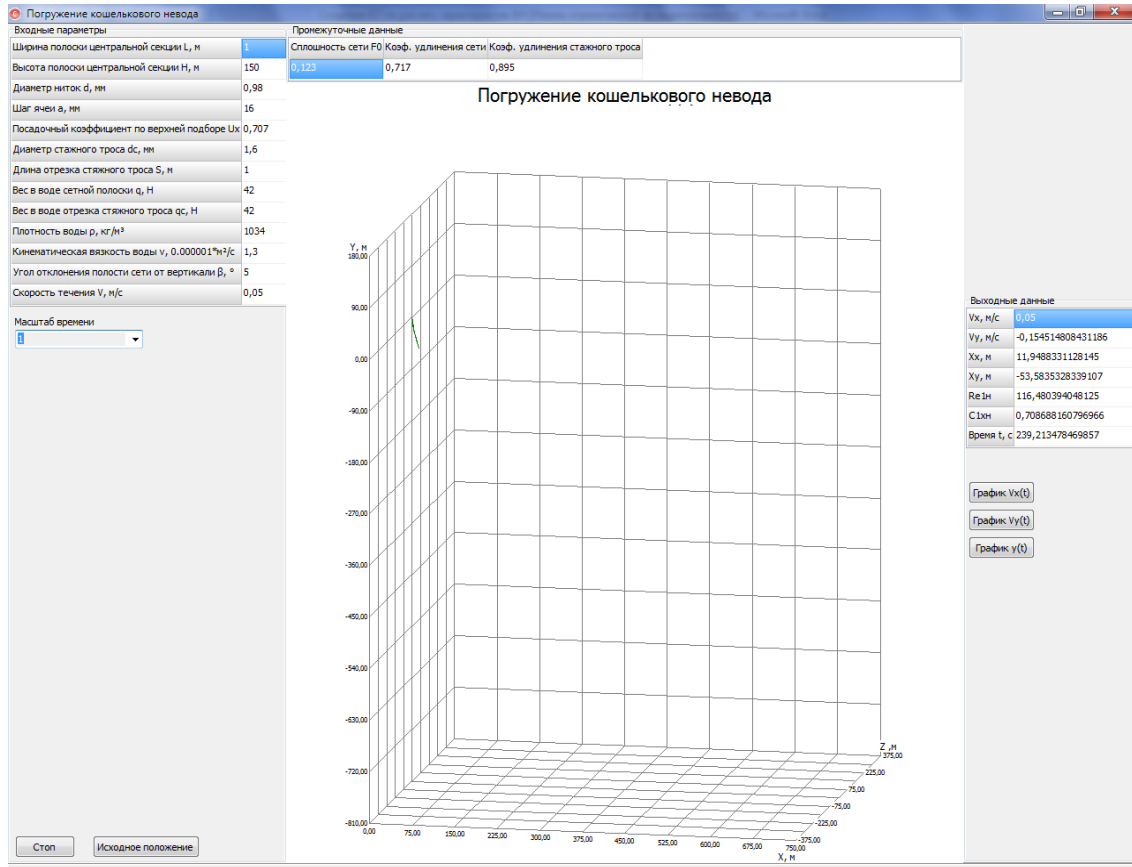 Погружение кошелькового невода
Входные параметры
Ширина полоски центральной секции L, м 1
Высота полоски центральной секции H, м 150
Диаметр ниток d, мм 0,98
Шаг ячеи a, мм 16
Посадочный коэффициент по верхней подборе Ux 0,707
Диаметр стажного троса dc, мм 1,6
Длина отрезка стяжного троса S, м 1
Вес в воде сетной полоски q, Н 42
Вес в воде отрезка стяжного троса qc, Н 42
Плотность воды ρ, кг/м³ 1034
Кинематическая вязкость воды ν, 0.000001*м²/с 1,3
Угол отклонения полости сети от вертикали β, ° 5
Скорость течения V, м/с 0,05
Масштаб времени
1
Промежуточные данные
Сплошность сети F0 Коэф. удлинения сети Коэф. удлинения стажного троса
0,123 0,717 0,895
Погружение кошелькового невода
Y, м
180,00
90,00
0,00
-90,00
-180,00
-270,00
-360,00
-450,00
-540,00
-630,00
-720,00
-810,00
0,00 75,00 150,00 225,00 300,00 375,00 450,00 525,00 600,00 675,00 750,00
X, м
Z ,м
375,00
225,00
75,00
-75,00
-225,00
-375,00
Выходные данные
Vx, м/с 0,05
Vy, м/с -0,154514808431186
Xx, м 11,9488331128145
Xy, м -53,5835328339107
Re1н 116,480394048125
C1xн 0,708688160796966
Время t, с 239,213478469857
График Vx(t)
График Vy(t)
График y(t)
Стоп Исходное положение